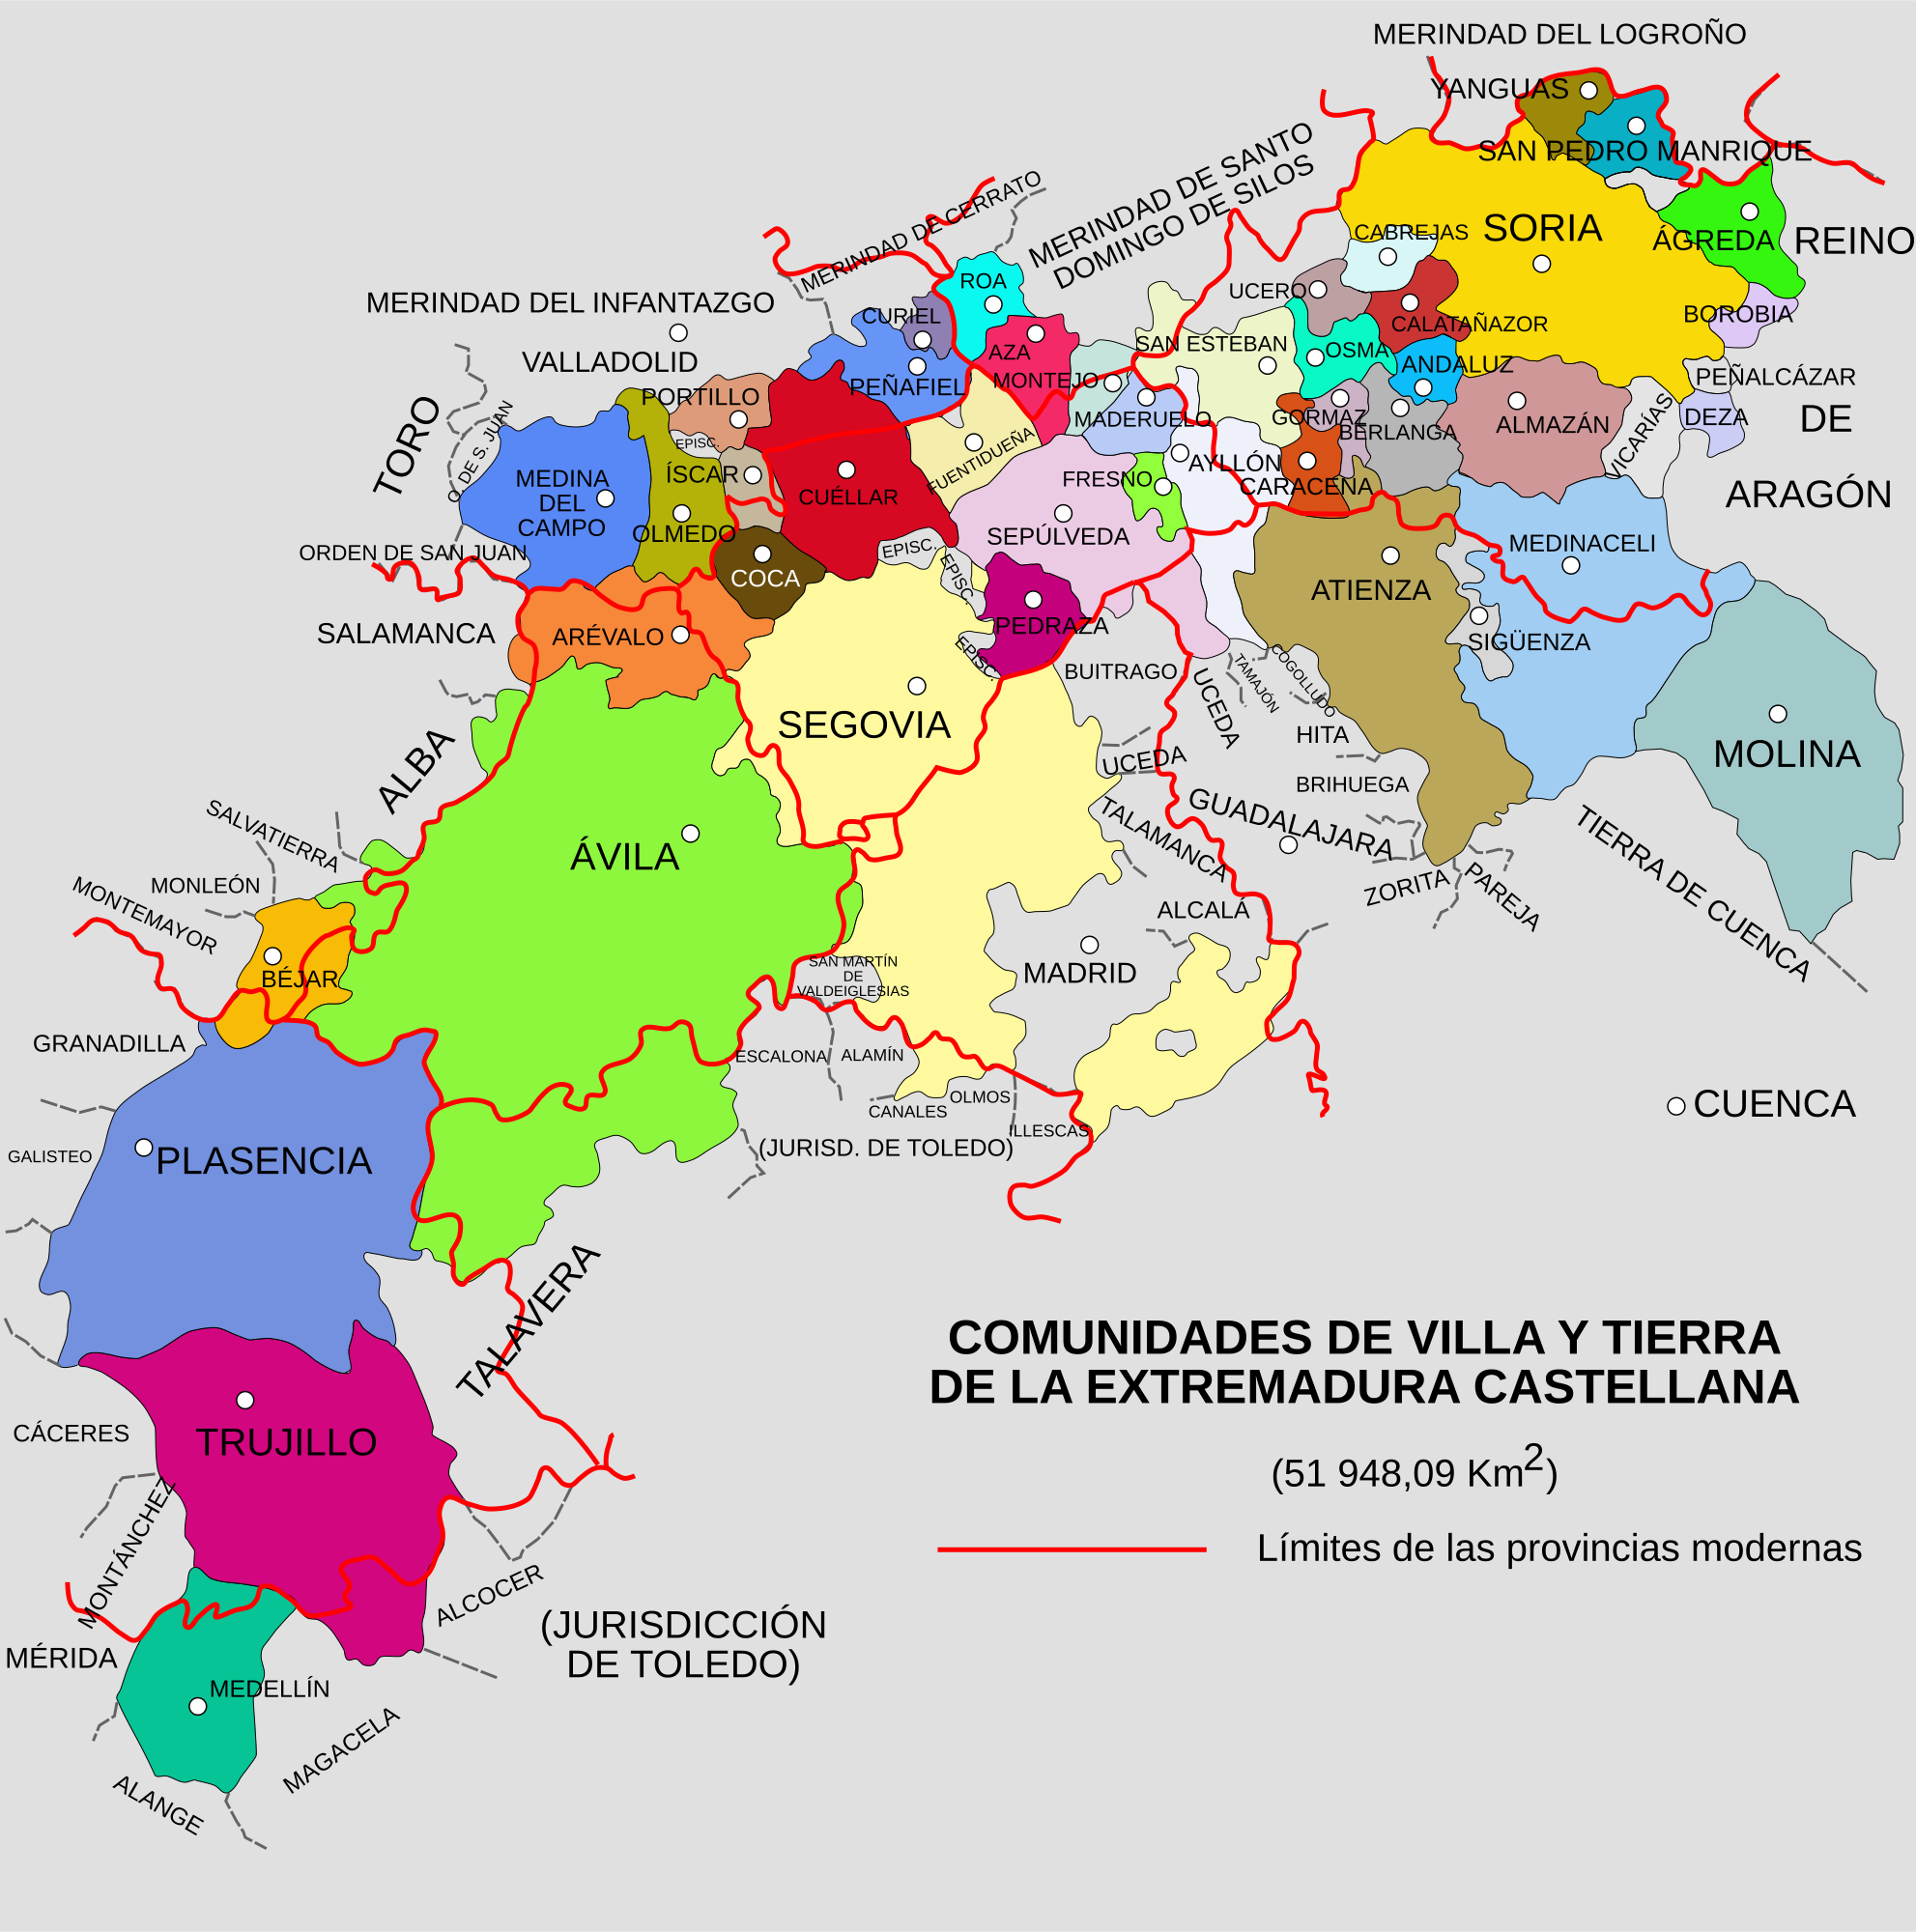 MERINDAD DEL LOGROÑO
YANGUAS
SAN PEDRO MANRIQUE
MERINDAD DE SANTO
DOMINGO DE SILOS
MERINDAD DE CERRATO
CABREJAS
SORIA
ÁGREDA
REINO
ROA
UCERO
BOROBIA
MERINDAD DEL INFANTAZGO
CURIEL
CALATAÑAZOR
VALLADOLID
AZA
SAN ESTEBAN
OSMA
ANDALUZ
PEÑALCÁZAR
PORTILLO
PEÑAFIEL
MONTEJO
MADERUELO
GORMAZ
BERLANGA
ALMAZÁN
VICARÍAS
DEZA
DE
TORO
O. DE S. JUAN
EPISC.
FUENTIDUEÑA
MEDINA
DEL
CAMPO
ÍSCAR
CUÉLLAR
FRESNO
AYLLÓN
CARACENA
ARAGÓN
OLMEDO
SEPÚLVEDA
MEDINACELI
ORDEN DE SAN JUAN
COCA
EPISC.
EPISC.
ATIENZA
SALAMANCA
ARÉVALO
PEDRAZA
SIGÜENZA
EPISC.
BUITRAGO
TAMAJÓN
COGOLLUDO
UCEDA
SEGOVIA
HITA
MOLINA
ALBA
UCEDA
BRIHUEGA
SALVATIERRA
ÁVILA
TALAMANCA
GUADALAJARA
TIERRA DE CUENCA
MONLEÓN
MONTEMAYOR
ZORITA
PAREJA
ALCALÁ
BÉJAR
SAN MARTÍN
DE
VALDEIGLESIAS
MADRID
GRANADILLA
ESCALONA
ALAMÍN
CANALES
OLMOS
ILLESCAS
CUENCA
(JURISD. DE TOLEDO)
GALISTEO
PLASENCIA
TALAVERA
COMUNIDADES DE VILLA Y TIERRA
DE LA EXTREMADURA CASTELLANA
(51 948,09 Km2)
CÁCERES
TRUJILLO
Límites de las provincias modernas
MONTÁNCHEZ
ALCOCER
(JURISDICCIÓN
DE TOLEDO)
MÉRIDA
MEDELLÍN
MAGACELA
ALANGE